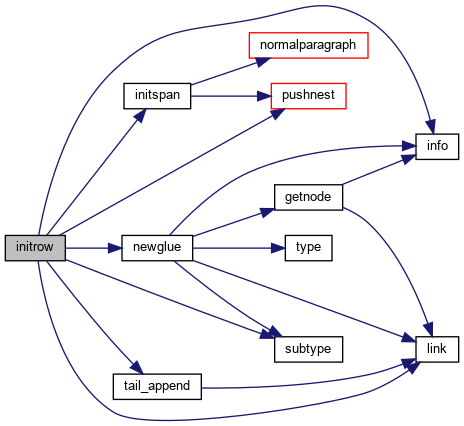 normalparagraph
initspan
pushnest
info
getnode
initrow
newglue
type
subtype
link
tail_append